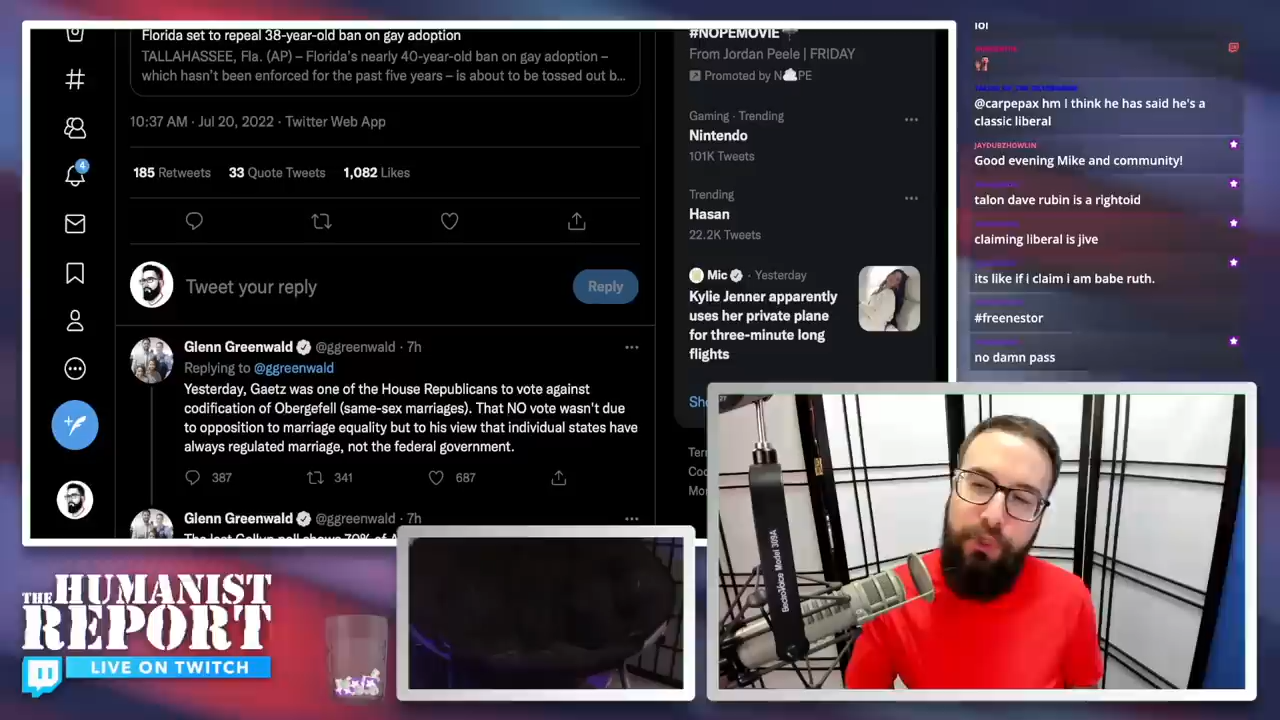 Florida set to repeal 38-year-old ban on gay adoption
TALLAHASSEE, Fla. (AP) – Florida's nearly 40-year-old ban on gay adoption –
which hasn't been enforced for the past five years – is about to be tossed out b...
10:37 AM · Jul 20, 2022 · Twitter Web App
185 Retweets 33 Quote Tweets 1,082 Likes
4
Tweet your reply
Reply
Glenn Greenwald @ggreenwald · 7h
Replying to @ggreenwald
Yesterday, Gaetz was one of the House Republicans to vote against
codification of Obergefell (same-sex marriages). That NO vote wasn't due
to opposition to marriage equality but to his view that individual states have
always regulated marriage, not the federal government.
387 341 687
Glenn Greenwald @ggreenwald · 7h
#NOPEMOVIE
From Jordan Peele | FRIDAY
Promoted by N PE
Gaming · Trending
Nintendo
101K Tweets
Trending
Hasan
22.2K Tweets
Mic · Yesterday
Kylie Jenner apparently
uses her private plane
for three-minute long
flights
lol
@carpepax hm I think he has said he's a
classic liberal
JAYDUBZHOWLIN
Good evening Mike and community!
talon dave rubin is a rightoid
claiming liberal is jive
its like if i claim i am babe ruth.
#freenestor
no damn pass
THE HUMANIST
REPORT
LIVE ON TWITCH